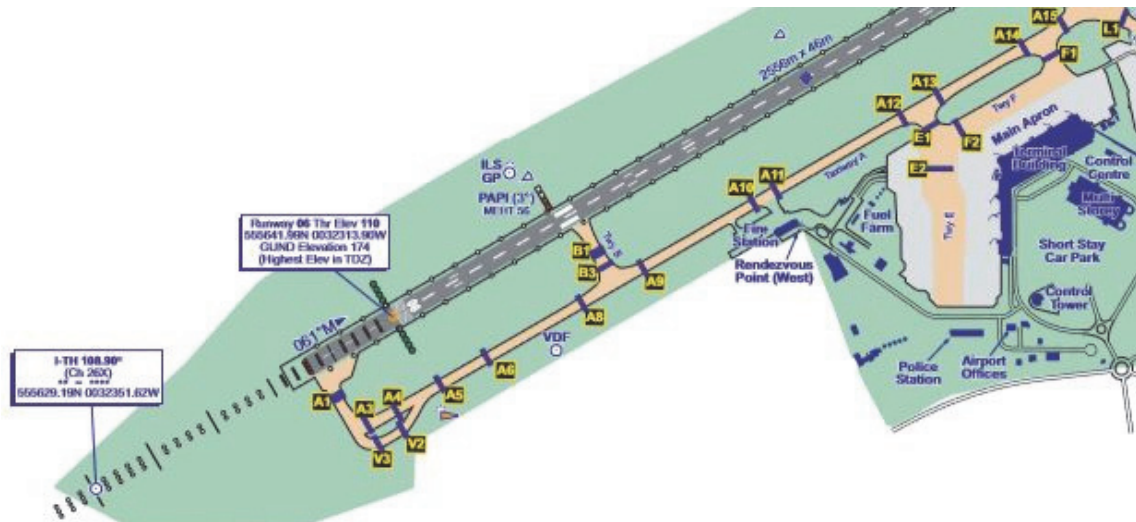 A15
L1
A14
F1
2556m x 46m
A13
A12
Twy F
E1
F2
Main Apron
Terminal
Building
Control
Centre
E2
Multi
Storey
ILS
GP
PAPI (3°)
MEHT 56
Taxiway A
A11
A10
Fuel
Farm
Fire
Station
Rendezvous
Point (West)
Twy E
Short Stay
Car Park
Control
Tower
Runway 06 Thr Elev 110
555641.99N 0032313.90W
GUND Elevation 174
(Highest Elev in TDZ)
Twy B
B1
B3
A9
A8
VDF
061°M
A6
A5
A4
A3
A1
V2
V3
Police
Station
Airport
Offices
I-TH 108.90°
(Ch 26X)
555629.19N 0032351.62W